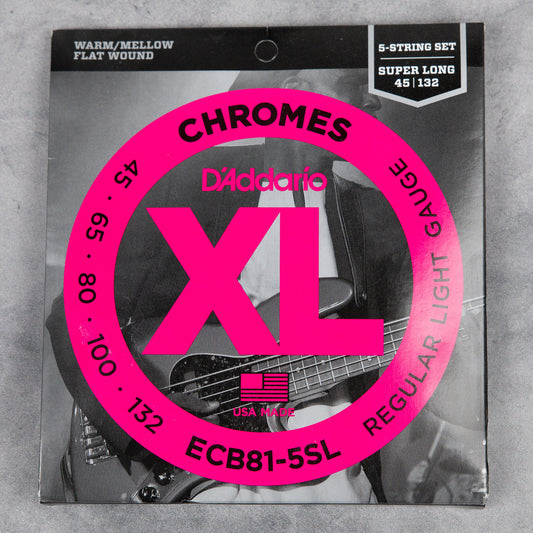 WARM/MELLOW
FLAT WOUND
5-STRING SET
SUPER LONG
45 | 132
CHROMES
D'Addario
XL
USA MADE
45 · 65 · 80 · 100 · 132
ECB81-5SL
REGULAR LIGHT GAUGE